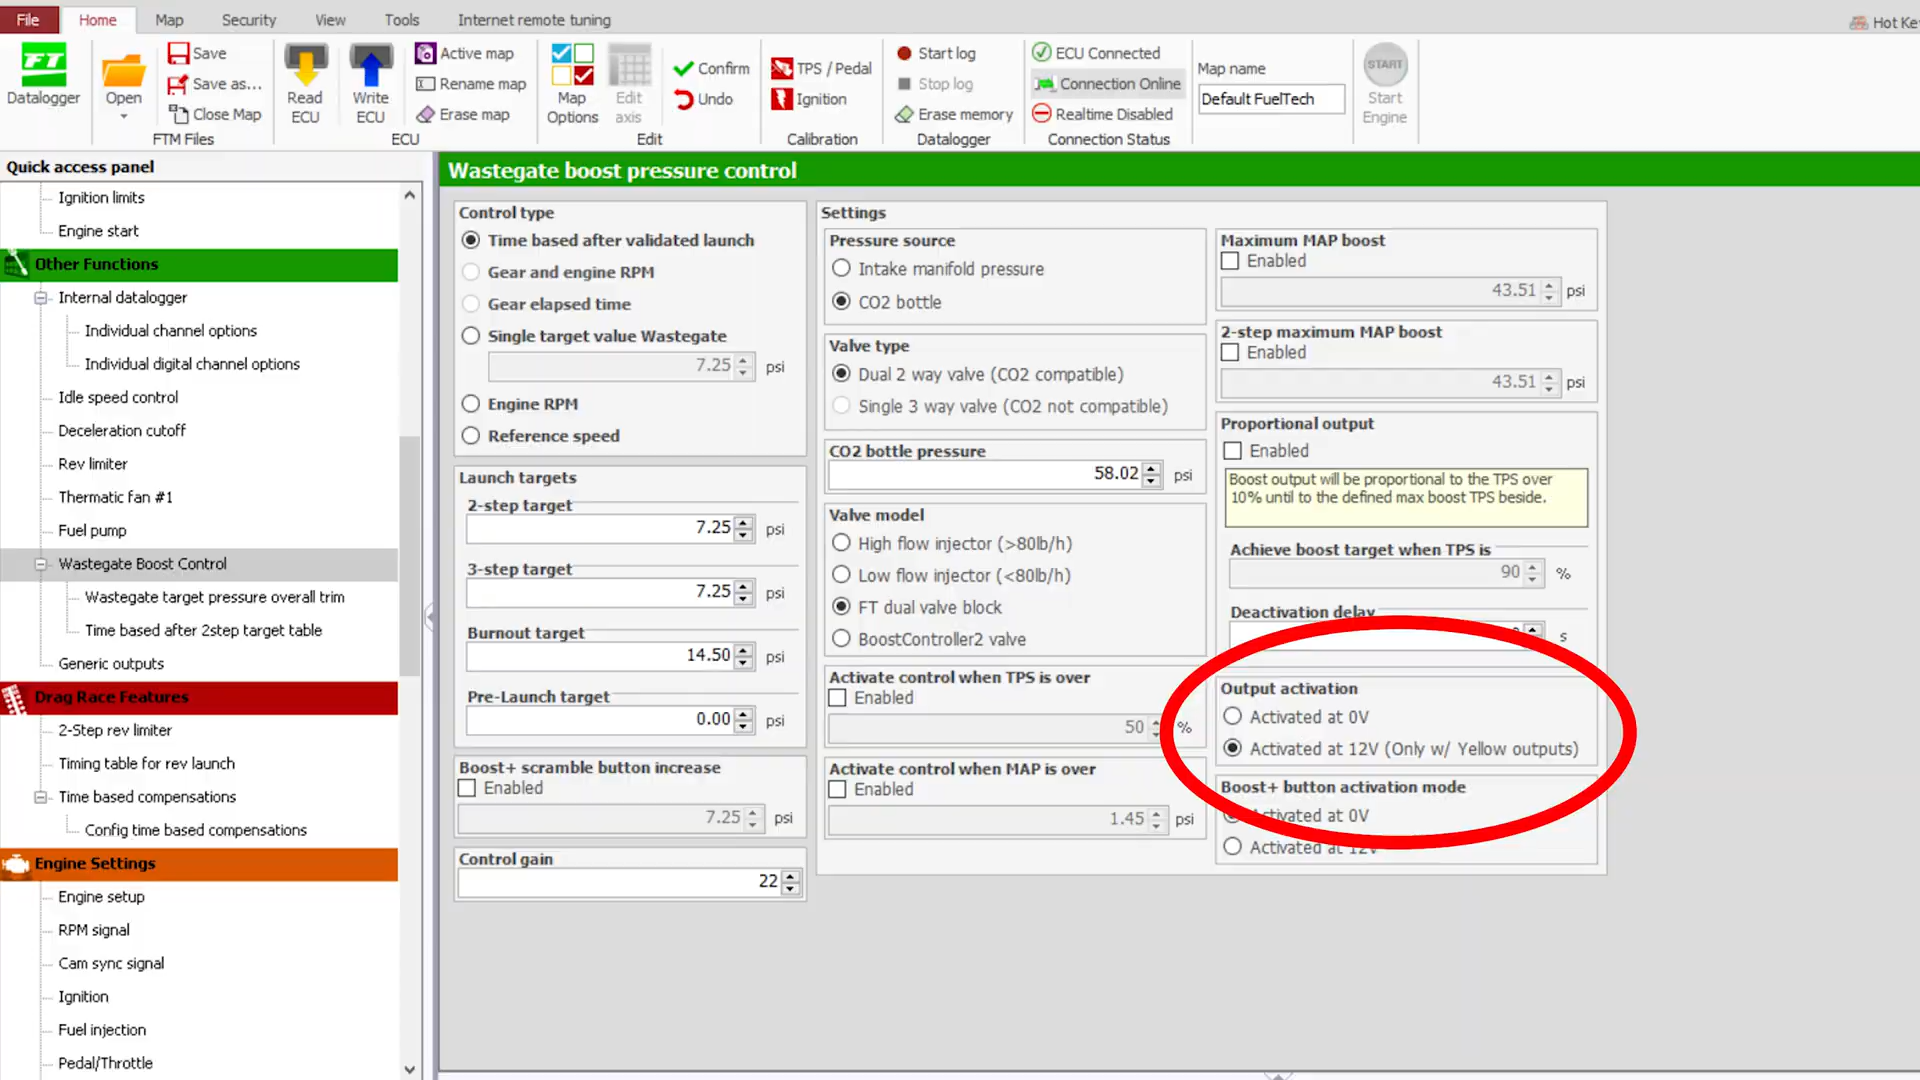 File
Home
Map
Security
View
Tools
Internet remote tuning
Hot Ke
FT
Datalogger
Open
Save
Save as...
Close Map
FTM Files
Read
ECU
Write
ECU
Active map
Rename map
Erase map
ECU
Map
Options
Edit
axis
Confirm
Undo
Edit
TPS / Pedal
Ignition
Calibration
Start log
Stop log
Erase memory
Datalogger
ECU Connected
Connection Online
Realtime Disabled
Connection Status
Map name
Default FuelTech
START
Start
Engine
Quick access panel
Ignition limits
Engine start
Other Functions
Internal datalogger
Individual channel options
Individual digital channel options
Idle speed control
Deceleration cutoff
Rev limiter
Thermatic fan #1
Fuel pump
Wastegate Boost Control
Wastegate target pressure overall trim
Time based after 2step target table
Generic outputs
Drag Race Features
2-Step rev limiter
Timing table for rev launch
Time based compensations
Config time based compensations
Engine Settings
Engine setup
RPM signal
Cam sync signal
Ignition
Fuel injection
Pedal/Throttle
Wastegate boost pressure control
Control type
Time based after validated launch
Gear and engine RPM
Gear elapsed time
Single target value Wastegate
7.25 psi
Engine RPM
Reference speed
Launch targets
2-step target
7.25 psi
3-step target
7.25 psi
Burnout target
14.50 psi
Pre-Launch target
0.00 psi
Boost+ scramble button increase
Enabled
7.25 psi
Control gain
22
Settings
Pressure source
Intake manifold pressure
CO2 bottle
Valve type
Dual 2 way valve (CO2 compatible)
Single 3 way valve (CO2 not compatible)
CO2 bottle pressure
58.02 psi
Valve model
High flow injector (>80lb/h)
Low flow injector (<80lb/h)
FT dual valve block
BoostController2 valve
Activate control when TPS is over
Enabled
50 %
Activate control when MAP is over
Enabled
1.45 psi
Maximum MAP boost
Enabled
43.51 psi
2-step maximum MAP boost
Enabled
43.51 psi
Proportional output
Enabled
Boost output will be proportional to the TPS over
10% until to the defined max boost TPS beside.
Achieve boost target when TPS is
90 %
Deactivation delay
s
Output activation
Activated at 0V
Activated at 12V (Only w/ Yellow outputs)
Boost+ button activation mode
Activated at 0V
Activated at 12V